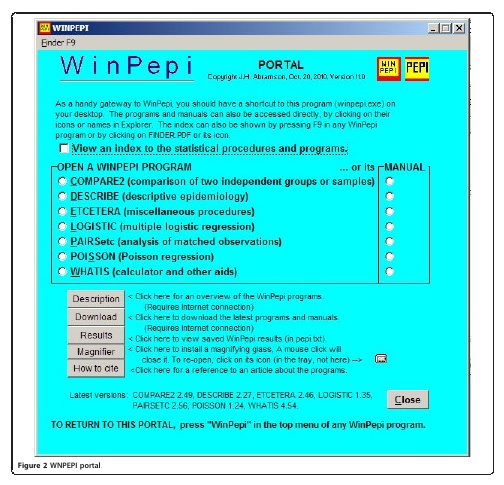 WINPEPI
Finder F9
WinPepi
PORTAL
Copyright J.H. Abramson, Oct. 20, 2010, Version 11.0
WIN PEPI
PEPI
As a handy gateway to WinPepi, you should have a shortcut to this program (winpepi.exe) on
your desktop. The programs and manuals can also be accessed directly, by clicking on their
icons or names in Explorer. The index can also be shown by pressing F9 in any WinPepi
program or by clicking on FINDER.PDF or its icon.
View an index to the statistical procedures and programs.
OPEN A WINPEPI PROGRAM ... or its MANUAL
COMPARE2 (comparison of two independent groups or samples)
DESCRIBE (descriptive epidemiology)
ETCETERA (miscellaneous procedures)
LOGISTIC (multiple logistic regression)
PAIRSetc (analysis of matched observations)
POISSON (Poisson regression)
WHATIS (calculator and other aids)
Description < Click here for an overview of the WinPepi programs
(Requires Internet connection)
Download < Click here to download the latest programs and manuals.
(Requires Internet connection)
Results < Click here to view saved WinPepi results (in pepi.txt)
Magnifier < Click here to install a magnifying glass, A mouse click will
close it. To re-open, click on its icon (in the tray, not here) -->
How to cite <Click here for a reference to an article about the programs.
Latest versions: COMPARE2 2.49, DESCRIBE 2.27, ETCETERA 2.46, LOGISTIC 1.35,
PAIRSETC 2.56, POISSON 1.24, WHATIS 4.54.
Close
TO RETURN TO THIS PORTAL, press "WinPepi" in the top menu of any WinPepi program.
Figure 2 WNPEPI portal.